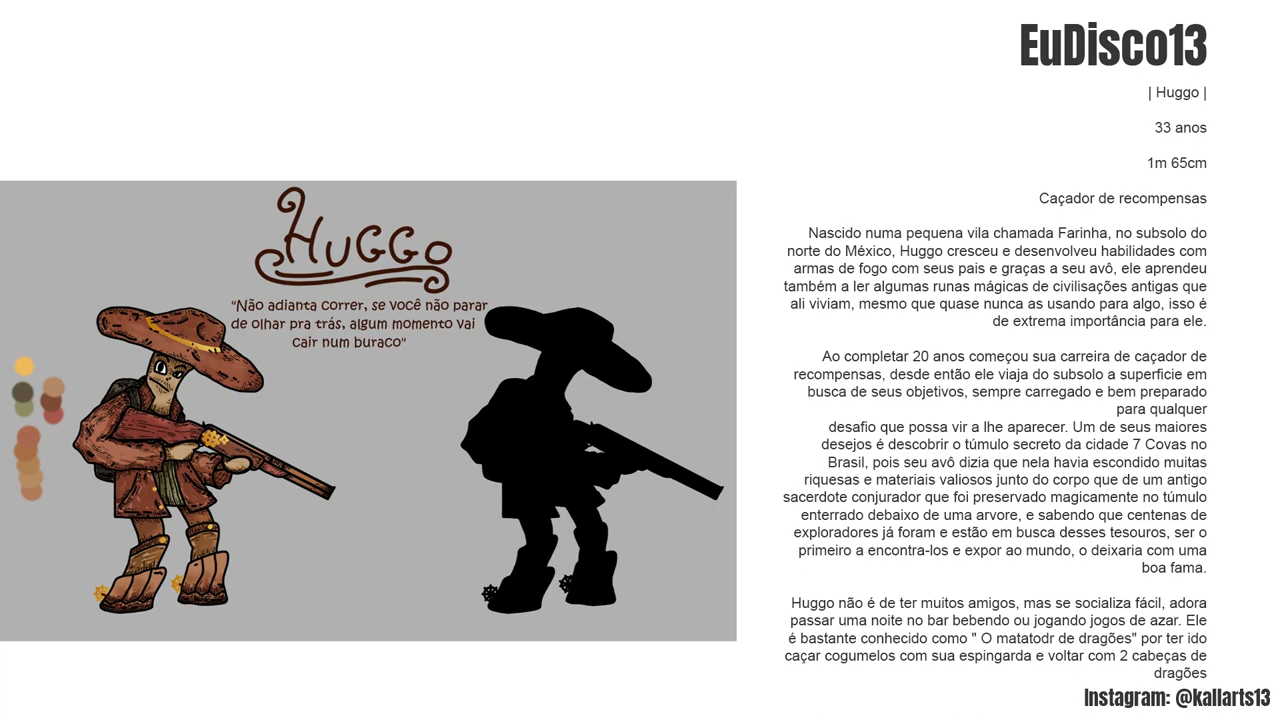 EuDisco13
| Huggo |
33 anos
1m 65cm
Caçador de recompensas
Nascido numa pequena vila chamada Farinha, no subsolo do
norte do México, Huggo cresceu e desenvolveu habilidades com
armas de fogo com seus pais e graças a seu avô, ele aprendeu
também a ler algumas runas mágicas de civilisações antigas que
ali viviam, mesmo que quase nunca as usando para algo, isso é
de extrema importância para ele.
Ao completar 20 anos começou sua carreira de caçador de
recompensas, desde então ele viaja do subsolo a superficie em
busca de seus objetivos, sempre carregado e bem preparado
para qualquer
desafio que possa vir a lhe aparecer. Um de seus maiores
desejos é descobrir o túmulo secreto da cidade 7 Covas no
Brasil, pois seu avô dizia que nela havia escondido muitas
riquesas e materiais valiosos junto do corpo que de um antigo
sacerdote conjurador que foi preservado magicamente no túmulo
enterrado debaixo de uma arvore, e sabendo que centenas de
exploradores já foram e estão em busca desses tesouros, ser o
primeiro a encontra-los e expor ao mundo, o deixaria com uma
boa fama.
Huggo não é de ter muitos amigos, mas se socializa fácil, adora
passar uma noite no bar bebendo ou jogando jogos de azar. Ele
é bastante conhecido como " O matatodr de dragões" por ter ido
caçar cogumelos com sua espingarda e voltar com 2 cabeças de
dragões
Instagram: @kallarts13
HuGGo
"Não adianta correr, se você não parar
de olhar pra trás, algum momento vai
cair num buraco"